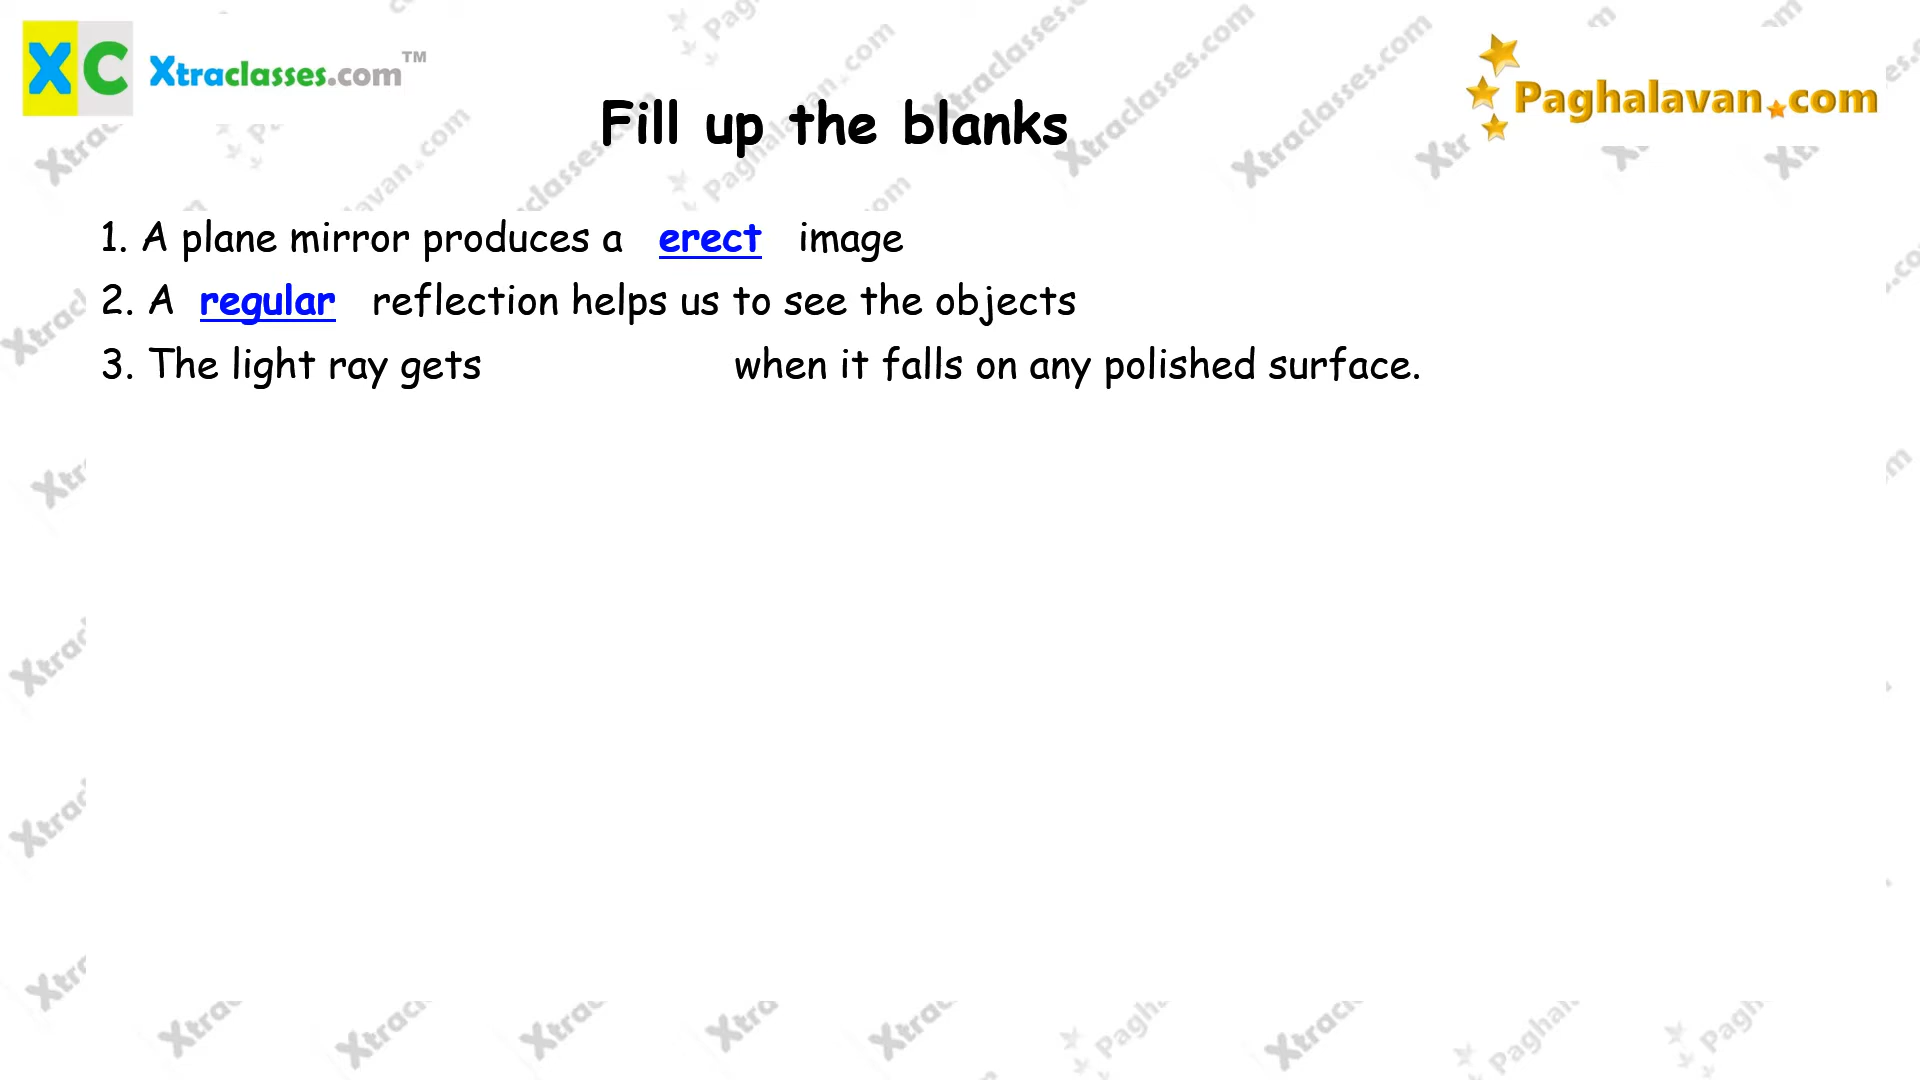 XC Xtraclasses.com™
Paghalavan.com
Fill up the blanks
1. A plane mirror produces a erect image
2. A regular reflection helps us to see the objects
3. The light ray gets when it falls on any polished surface.